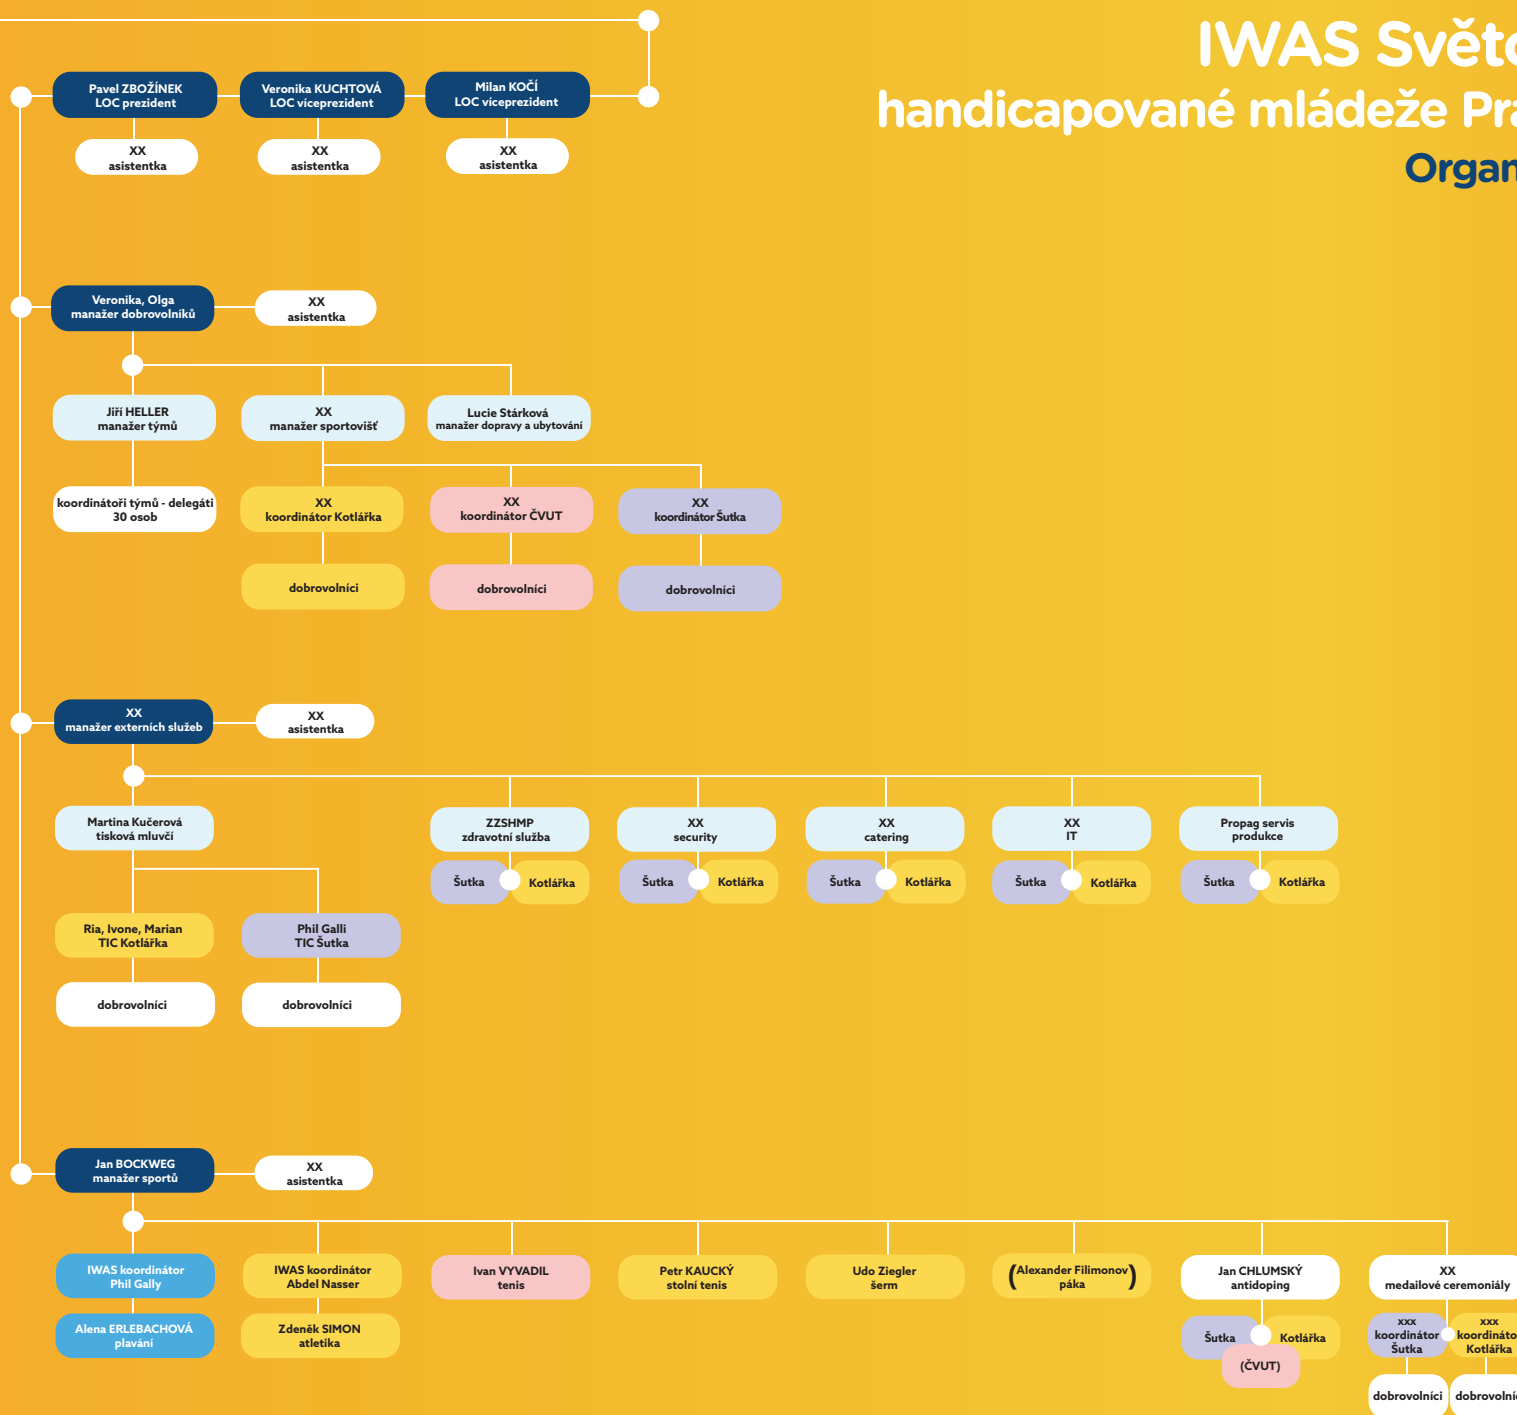 IWAS
handicapované mládeže
Pavel ZBOŽÍNEK
LOC prezident
Veronika KUCHTOVÁ
LOC víceprezident
Milan KOČÍ
LOC víceprezident
XX
asistentka
XX
asistentka
XX
asistentka
Veronika, Olga
manažer dobrovolníků
XX
asistentka
Jiří HELLER
manažer týmů
XX
manažer sportovišť
Lucie Stárková
manažer dopravy a ubytování
koordinátoři týmů - delegáti
30 osob
XX
koordinátor Kotlářka
XX
koordinátor ČVUT
XX
koordinátor Šutka
dobrovolníci
dobrovolníci
dobrovolníci
XX
manažer externích služeb
XX
asistentka
Martina Kučerová
tisková mluvčí
ZZSHMP
zdravotní služba
XX
security
XX
catering
XX
IT
Propag servis
produkce
Šutka
Kotlářka
Šutka
Kotlářka
Šutka
Kotlářka
Šutka
Kotlářka
Šutka
Kotlářka
Ria, Ivone, Marian
TIC Kotlářka
Phil Galli
TIC Šutka
dobrovolníci
dobrovolníci
Jan BOCKWEG
manažer sportů
XX
asistentka
IWAS koordinátor
Phil Gally
IWAS koordinátor
Abdel Nasser
Ivan VYVADIL
tenis
Petr KAUCKÝ
stolní tenis
Udo Ziegler
šerm
(Alexander Filimonov)
páka
Jan CHLUMSKÝ
antidoping
XX
medailové ceremoniály
Alena ERLEBACHOVÁ
plavání
Zdeněk SIMON
atletika
Šutka
Kotlářka
(ČVUT)
xxx
koordinátor
Šutka
xxx
Kotlářka
dobrovolníci